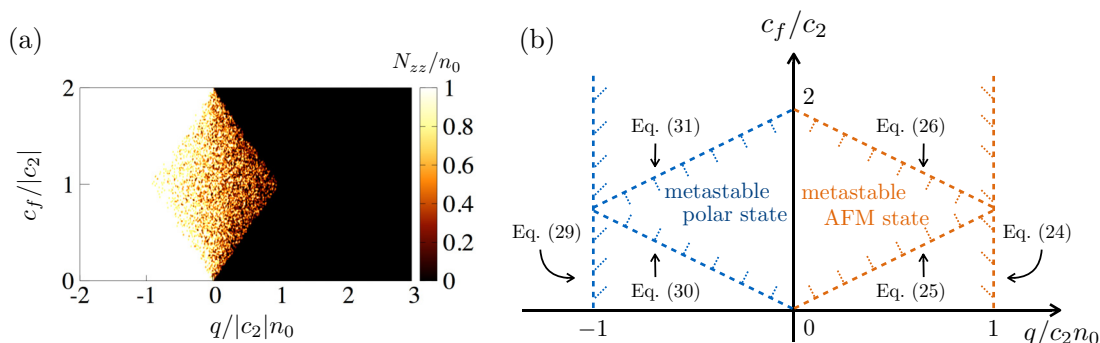 (a)
N_{zz}/n_0
2
1
0
c_f/|c_2|
1
0.8
0.6
0.4
0.2
0
-2
-1
0
1
2
3
q/|c_2|n_0
(b)
c_f/c_2
2
Eq. (31)
Eq. (26)
metastable
polar state
metastable
AFM state
Eq. (29)
Eq. (24)
Eq. (30)
Eq. (25)
−1
0
1
q/c_2n_0